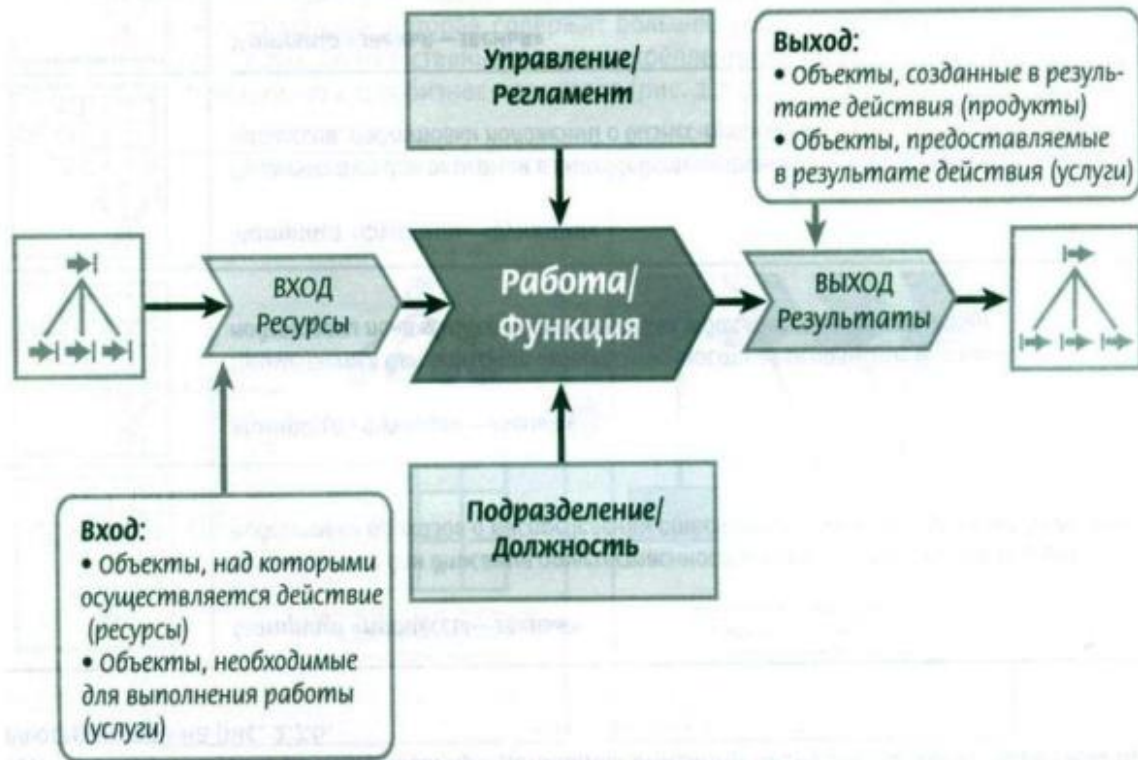 Управление/
Регламент
Выход:
• Объекты, созданные в резуль-
тате действия (продукты)
• Объекты, предоставляемые
в результате действия (услуги)
ВХОД
Ресурсы
Работа/
Функция
ВЫХОД
Результаты
Подразделение/
Должность
Вход:
• Объекты, над которыми
осуществляется действие
(ресурсы)
• Объекты, необходимые
для выполнения работы
(услуги)